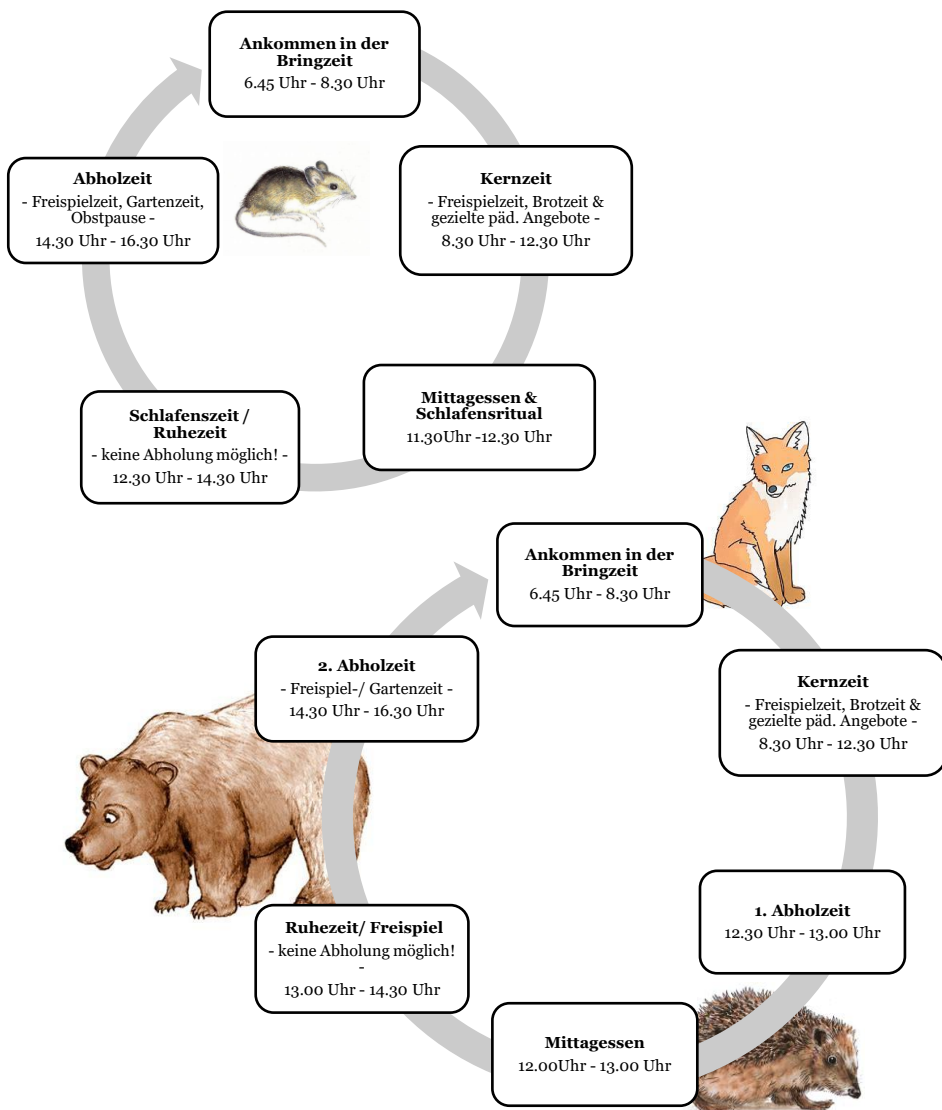 Ankommen in der
Bringzeit
6.45 Uhr - 8.30 Uhr
Kernzeit
- Freispielzeit, Brotzeit &
gezielte päd. Angebote -
8.30 Uhr - 12.30 Uhr
Mittagessen &
Schlafensritual
11.30Uhr -12.30 Uhr
Schlafenszeit /
Ruhezeit
- keine Abholung möglich! -
12.30 Uhr - 14.30 Uhr
Abholzeit
- Freispielzeit, Gartenzeit,
Obstpause -
14.30 Uhr - 16.30 Uhr
Ankommen in der
Bringzeit
6.45 Uhr - 8.30 Uhr
Kernzeit
- Freispielzeit, Brotzeit &
gezielte päd. Angebote -
8.30 Uhr - 12.30 Uhr
1. Abholzeit
12.30 Uhr - 13.00 Uhr
Mittagessen
12.00Uhr - 13.00 Uhr
Ruhezeit/ Freispiel
- keine Abholung möglich!
-
13.00 Uhr - 14.30 Uhr
2. Abholzeit
- Freispiel-/ Gartenzeit -
14.30 Uhr - 16.30 Uhr